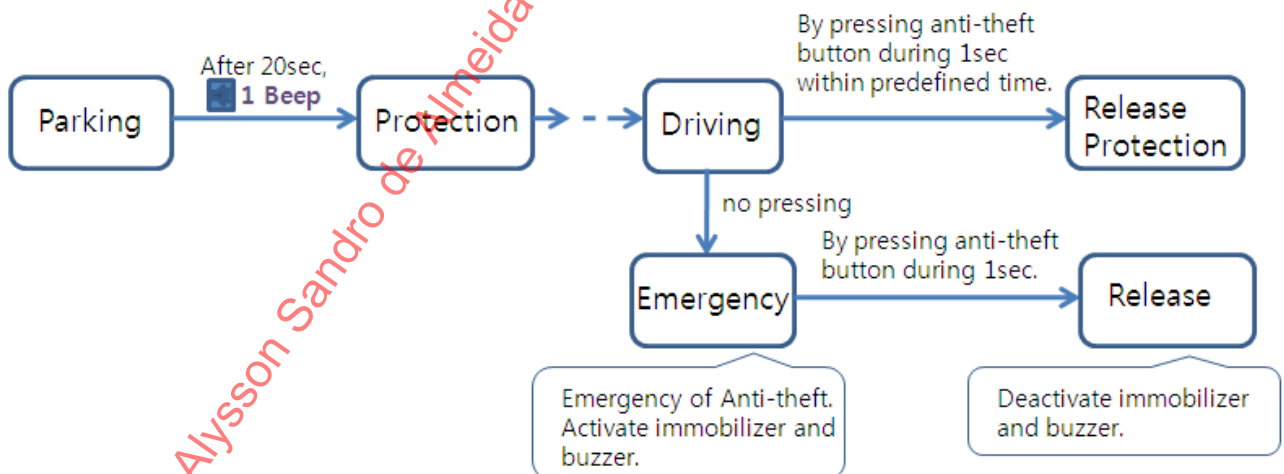 After 20sec,
1 Beep
Parking
Protection
Driving
By pressing anti-theft
button during 1sec
within predefined time.
Release
Protection
no pressing
Emergency
By pressing anti-theft
button during 1sec.
Release
Emergency of Anti-theft.
Activate immobilizer and
buzzer.
Deactivate immobilizer
and buzzer.
Alysson Sandro de Almeida